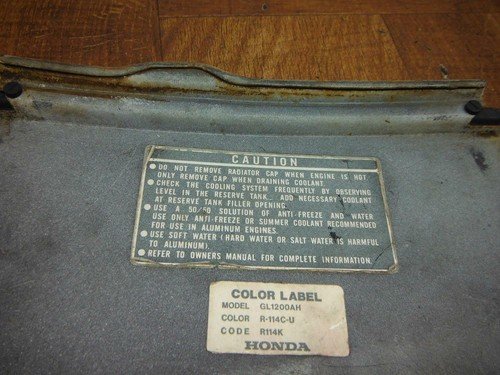 CAUTION
● DO NOT REMOVE RADIATOR CAP WHEN ENGINE IS HOT
ONLY REMOVE CAP WHEN DRAINING COOLANT.
● CHECK THE COOLING SYSTEM FREQUENTLY BY OBSERVING
LEVEL IN THE RESERVE TANK. ADD NECESSARY COOLANT
AT RESERVE TANK FILLER OPENING.
● USE A 50/50 SOLUTION OF ANTI-FREEZE AND WATER
USE ONLY ANTI-FREEZE OR SUMMER COOLANT RECOMMENDED
FOR USE IN ALUMINUM ENGINES.
● USE SOFT WATER (HARD WATER OR SALT WATER IS HARMFUL
TO ALUMINUM).
● REFER TO OWNERS MANUAL FOR COMPLETE INFORMATION.
COLOR LABEL
MODEL GL1200AH
COLOR R-114C-U
CODE R114K
HONDA